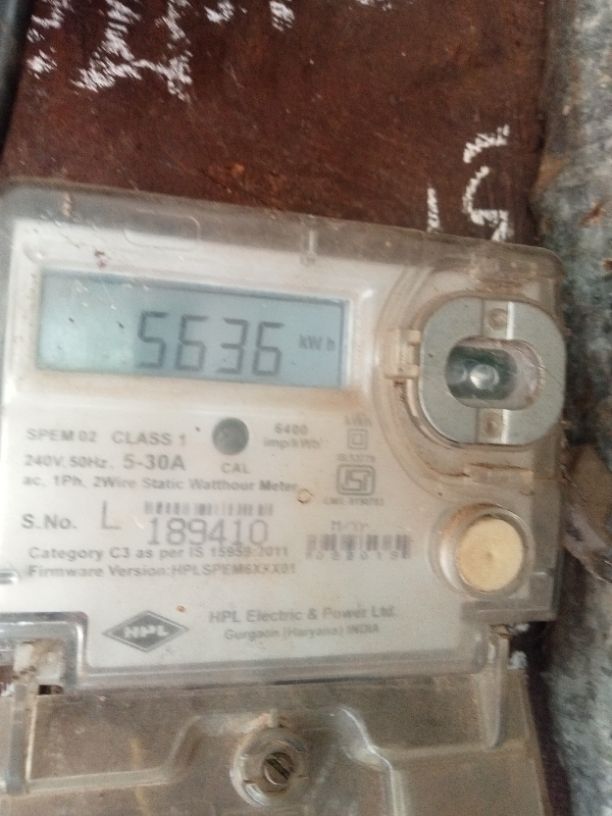 5636 kWh
SPEM 02 CLASS 1
6400 imp/kWh
240V, 50Hz, 5-30A
CAL
ac, 1Ph, 2Wire Static Watthour Meter
S.No. L 189410
M/Yr
Category C3 as per IS 15959:2011
Firmware Version:HPLSPEM6XXX01
HPL
HPL Electric & Power Ltd.
Gurgaon (Haryana) INDIA